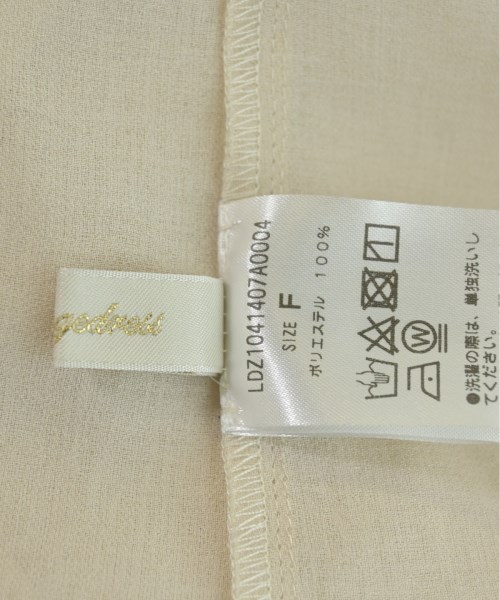 LDZ1041407A0004
SIZE F
ポリエステル 100%
●洗濯の際は、単独洗いし
てください。